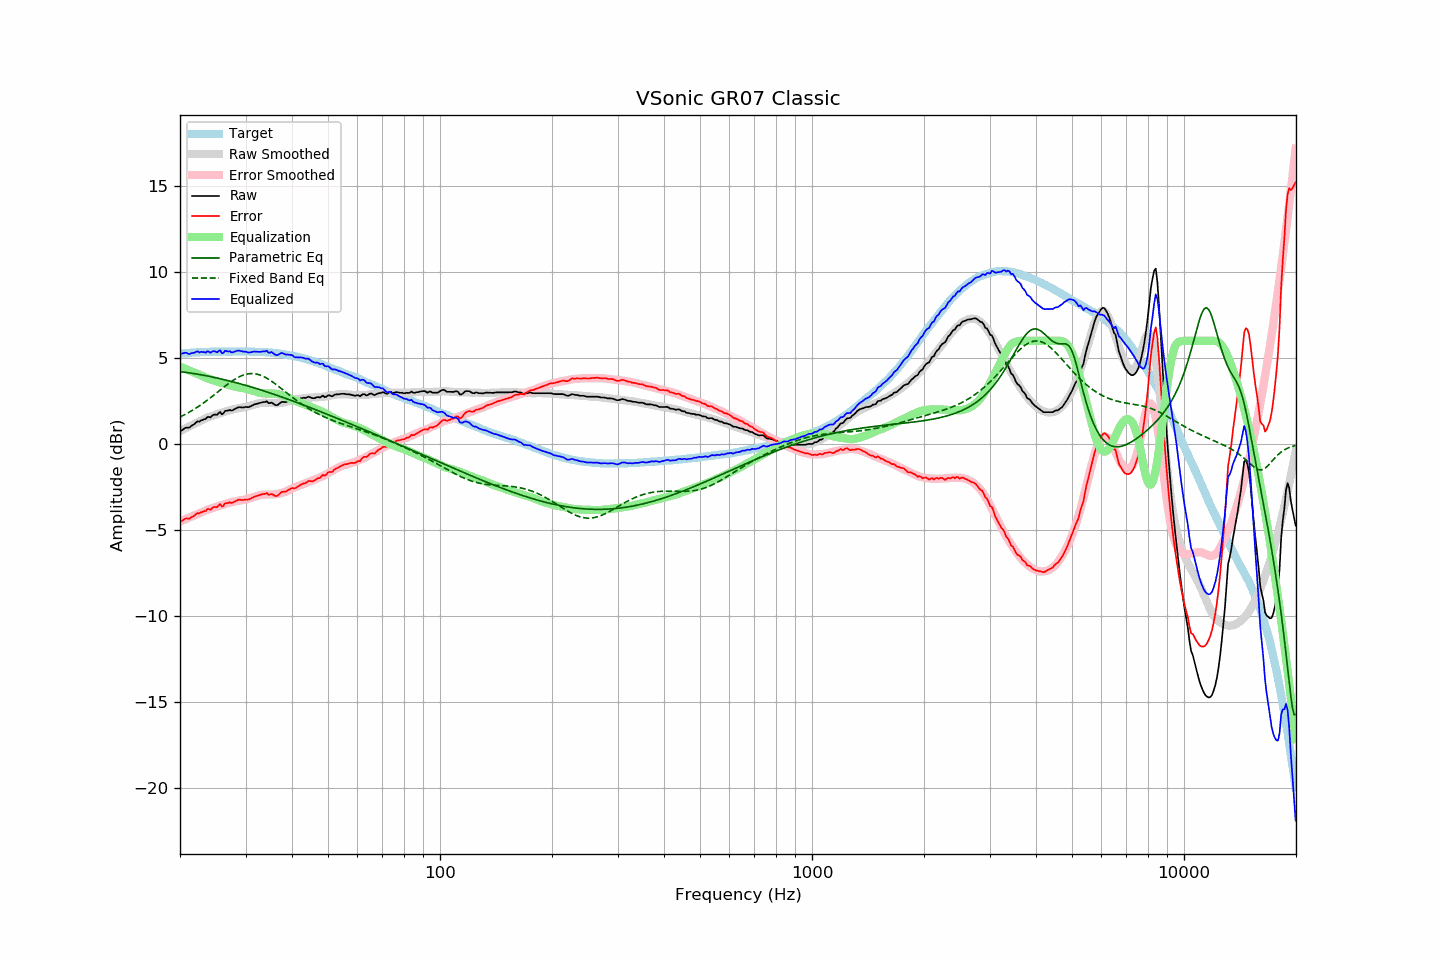 VSonic GR07 Classic
Target
Raw Smoothed
Error Smoothed
Raw
Error
Equalization
Parametric Eq
Fixed Band Eq
Equalized
15
10
5
0
−5
−10
−15
−20
Amplitude (dBr)
100
1000
10000
Frequency (Hz)